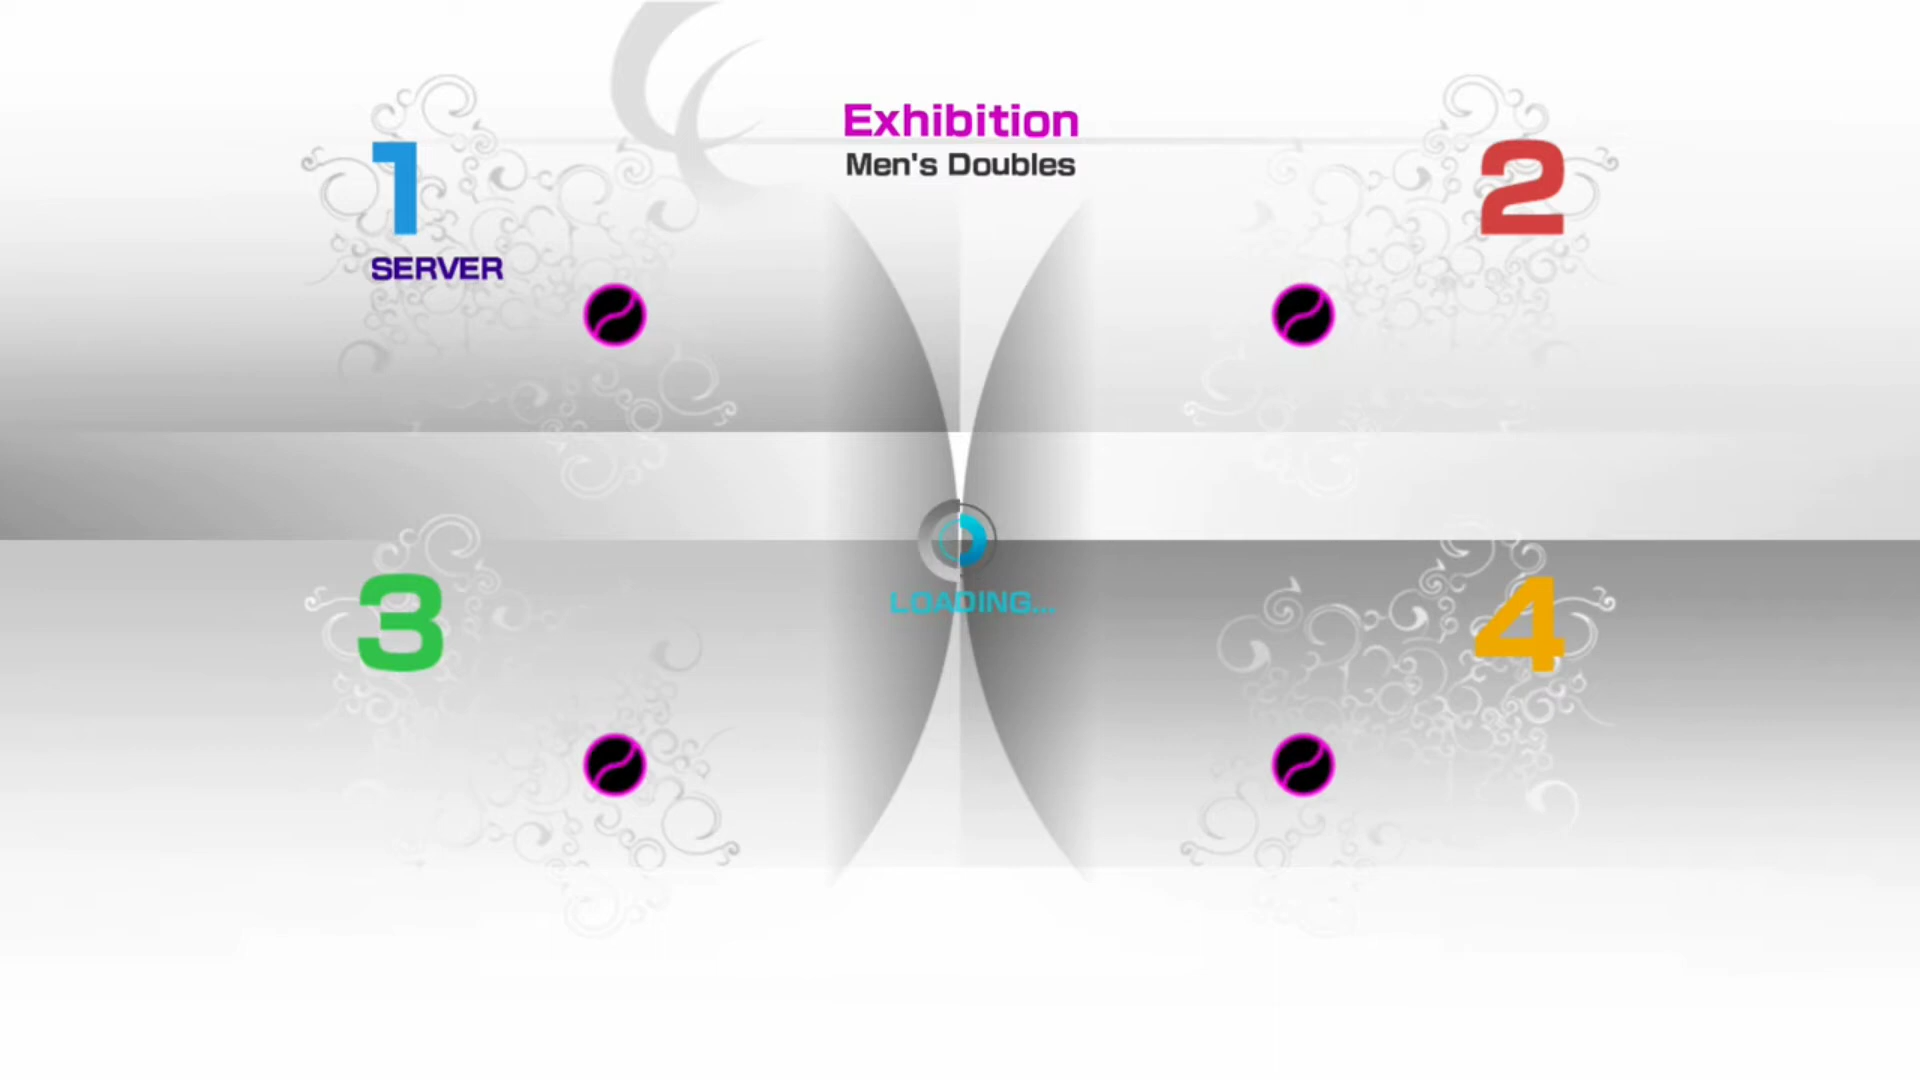 Exhibition
Men's Doubles
1
2
SERVER
LOADING...
3
4